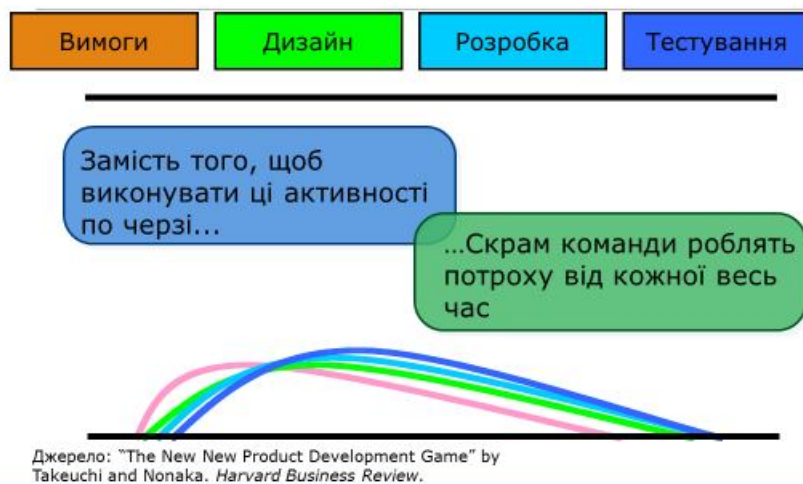 Вимоги
Дизайн
Розробка
Тестування
Замість того, щоб
виконувати ці активності
по черзі...
...Скрам команди роблять
потроху від кожної весь
час
Джерело: "The New New Product Development Game" by
Takeuchi and Nonaka. Harvard Business Review.